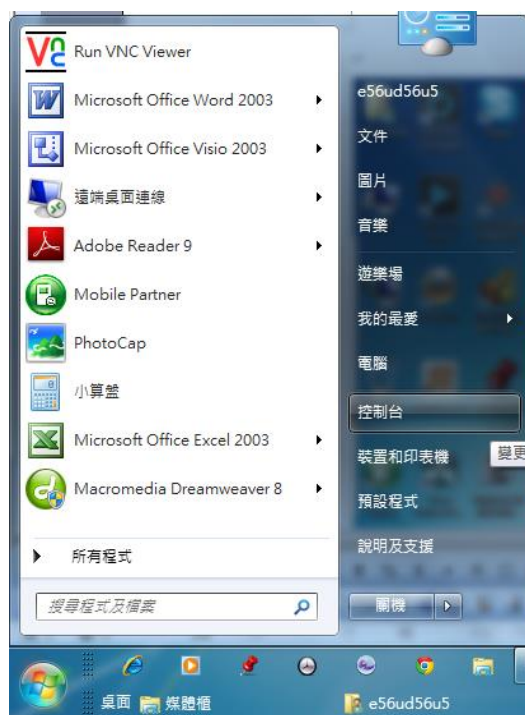 Run VNC Viewer
Microsoft Office Word 2003
Microsoft Office Visio 2003
遠端桌面連線
Adobe Reader 9
Mobile Partner
PhotoCap
小算盤
Microsoft Office Excel 2003
Macromedia Dreamweaver 8
所有程式
搜尋程式及檔案
e56ud56u5
文件
圖片
音樂
遊樂場
我的最愛
電腦
控制台
裝置和印表機
變更
預設程式
說明及支援
關機
桌面
媒體櫃
e56ud56u5